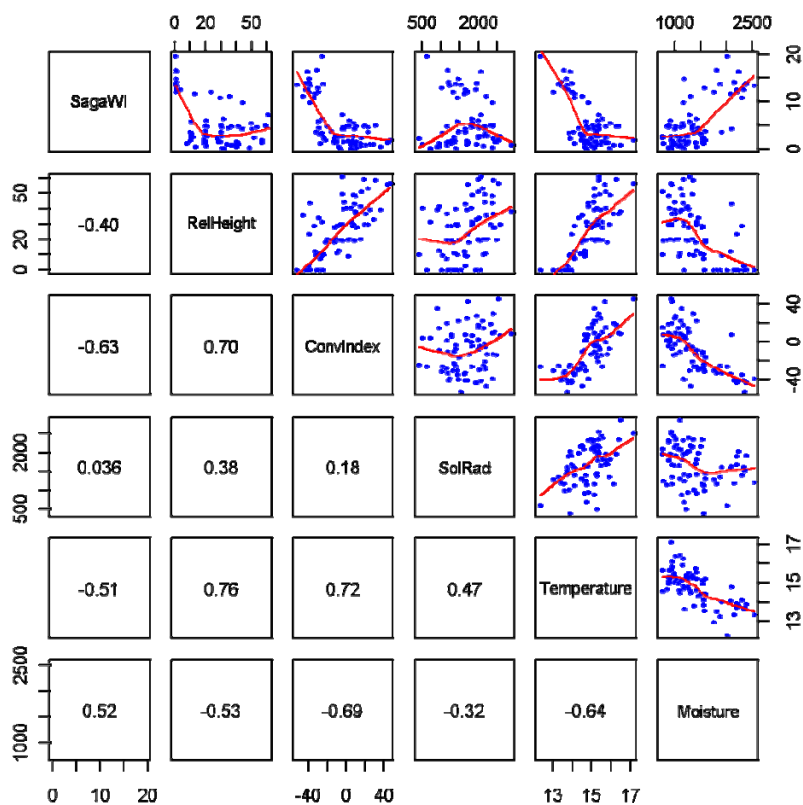 0 20 40 60 500 2000 1000 2500
SagaWI 0 10 20
0 20 50 -0.40 RelHeight
-0.63 0.70 ConvIndex -40 0 40
500 2000 0.036 0.38 0.18 SolRad
-0.51 0.76 0.72 0.47 Temperature 13 15 17
1000 2500 0.52 -0.53 -0.69 -0.32 -0.64 Moisture
0 10 20 -40 0 40 13 15 17